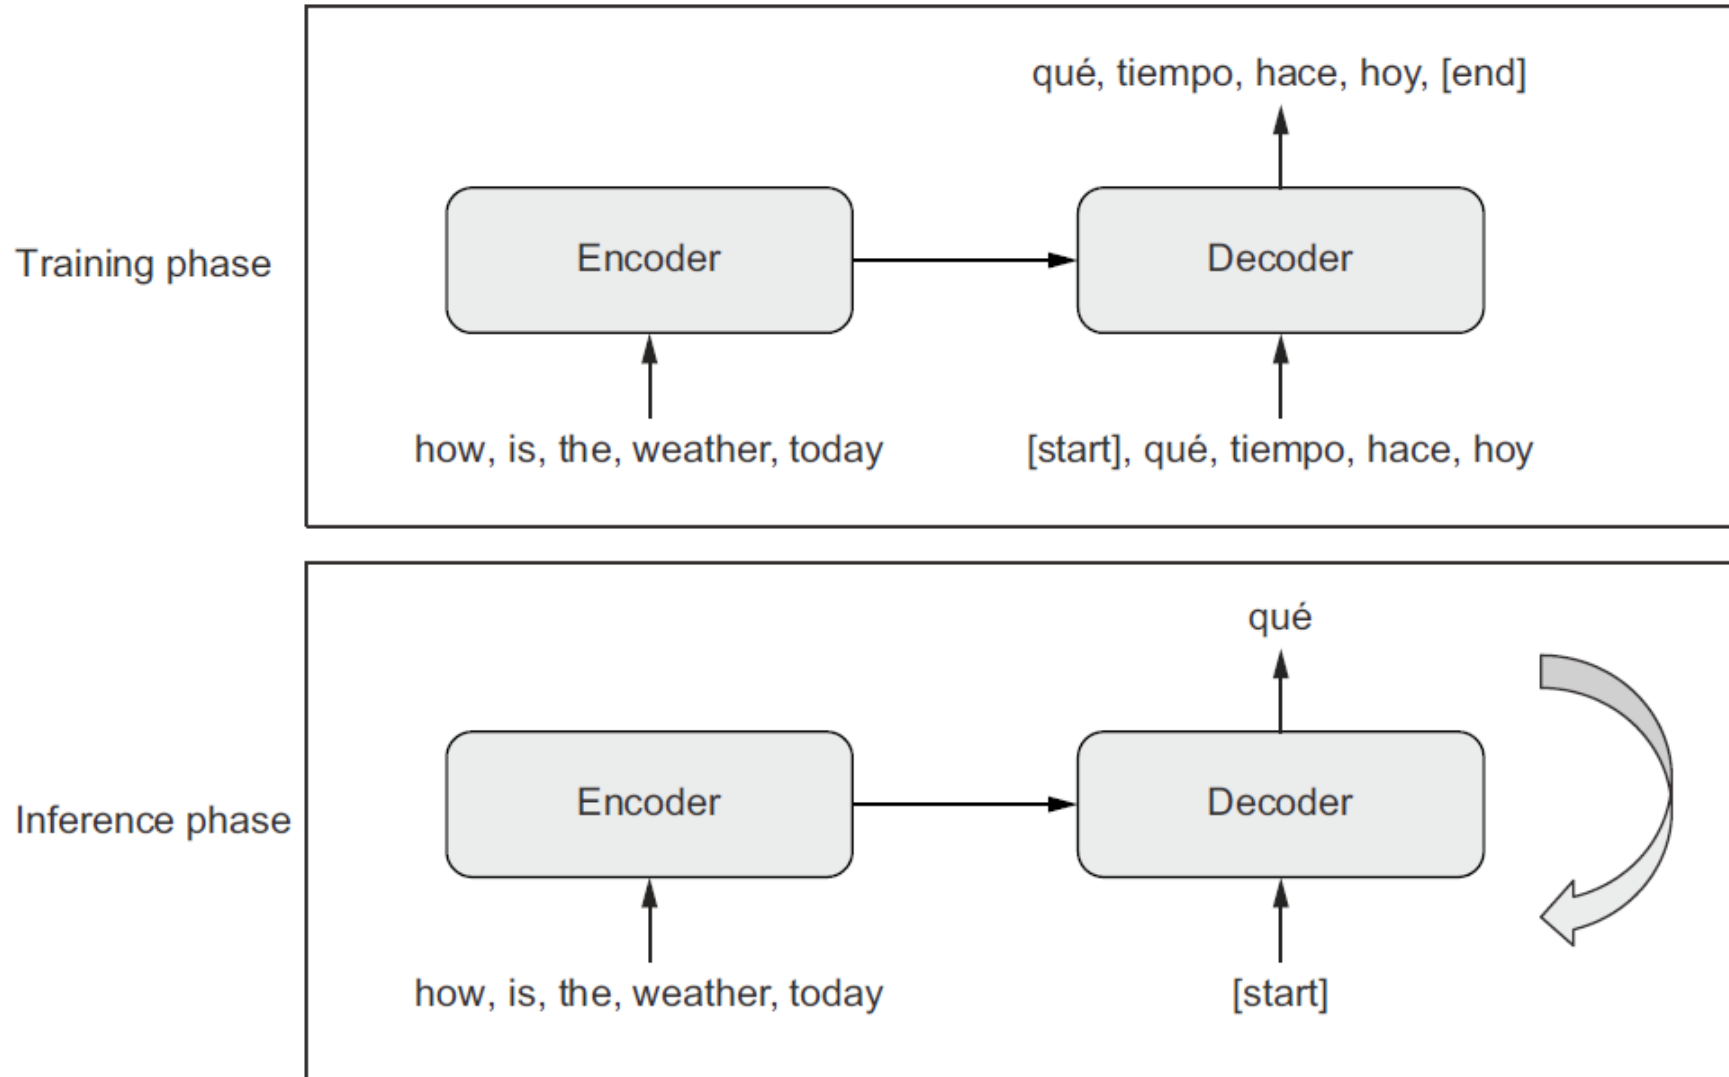 qué, tiempo, hace, hoy, [end]
Training phase
Encoder
Decoder
how, is, the, weather, today
[start], qué, tiempo, hace, hoy
qué
Inference phase
Encoder
Decoder
how, is, the, weather, today
[start]